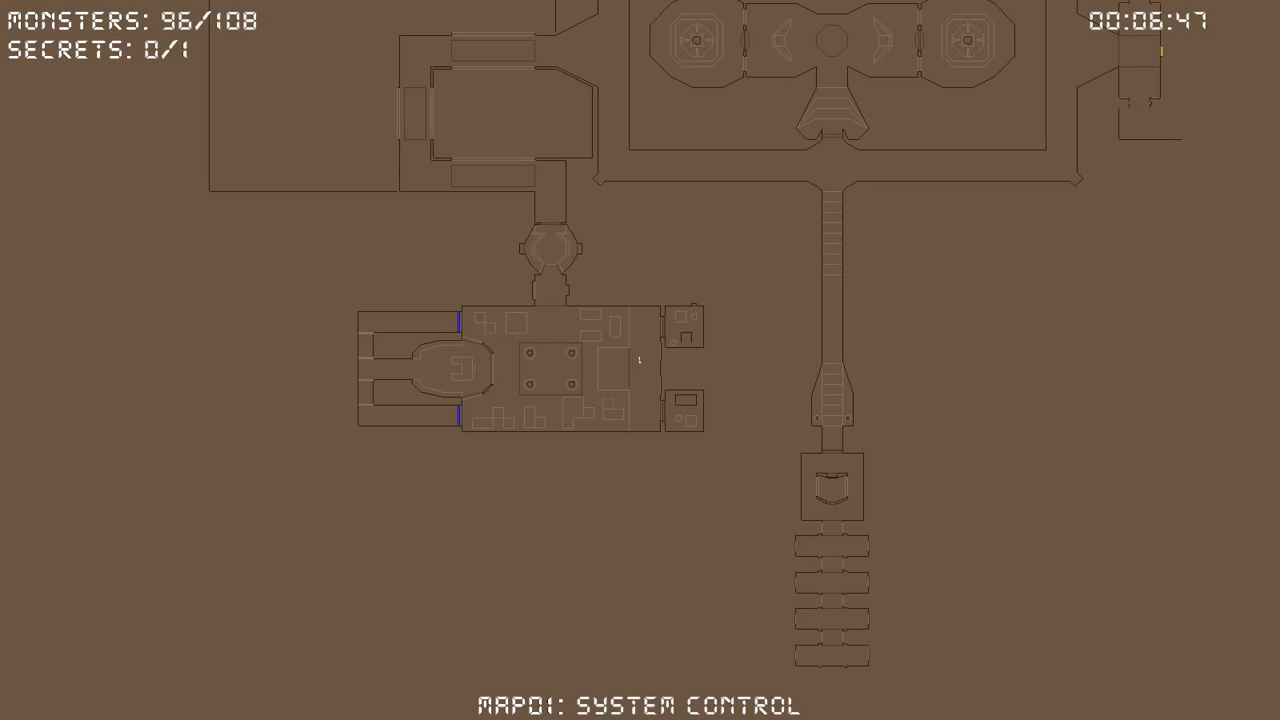 MONSTERS: 96/108
00:06:47
SECRETS: 0/1
MAP01: SYSTEM CONTROL